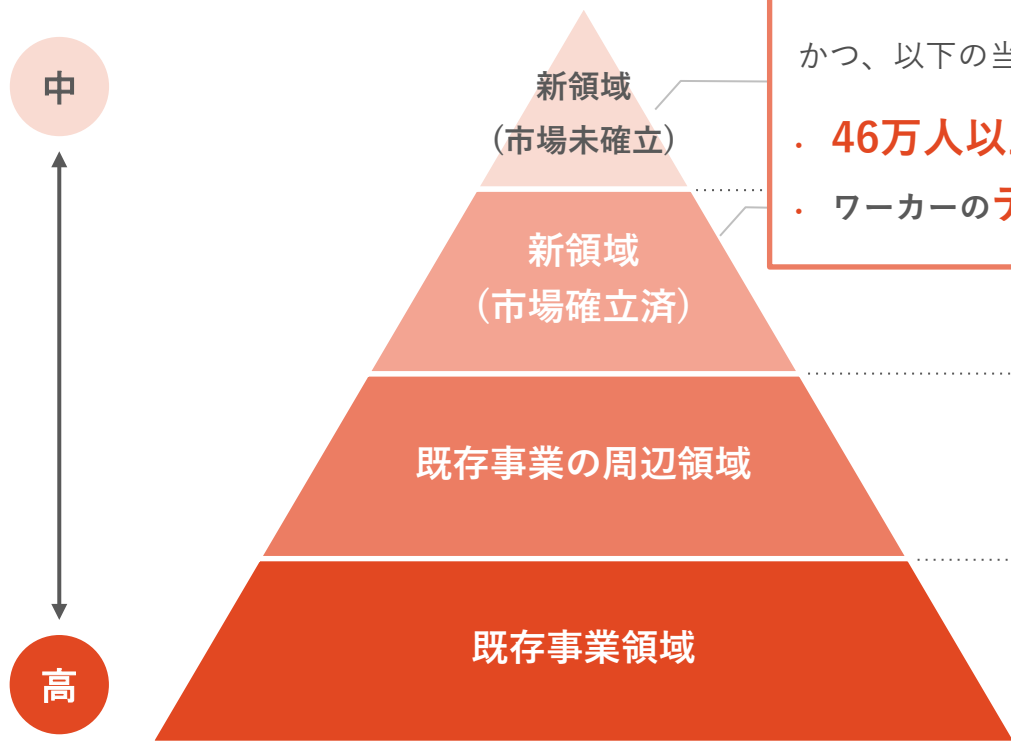 中
新領域
(市場未確立)
かつ、以下の当
・ 46万人以
・ ワーカーの
新領域
(市場確立済)
既存事業の周辺領域
既存事業領域
高